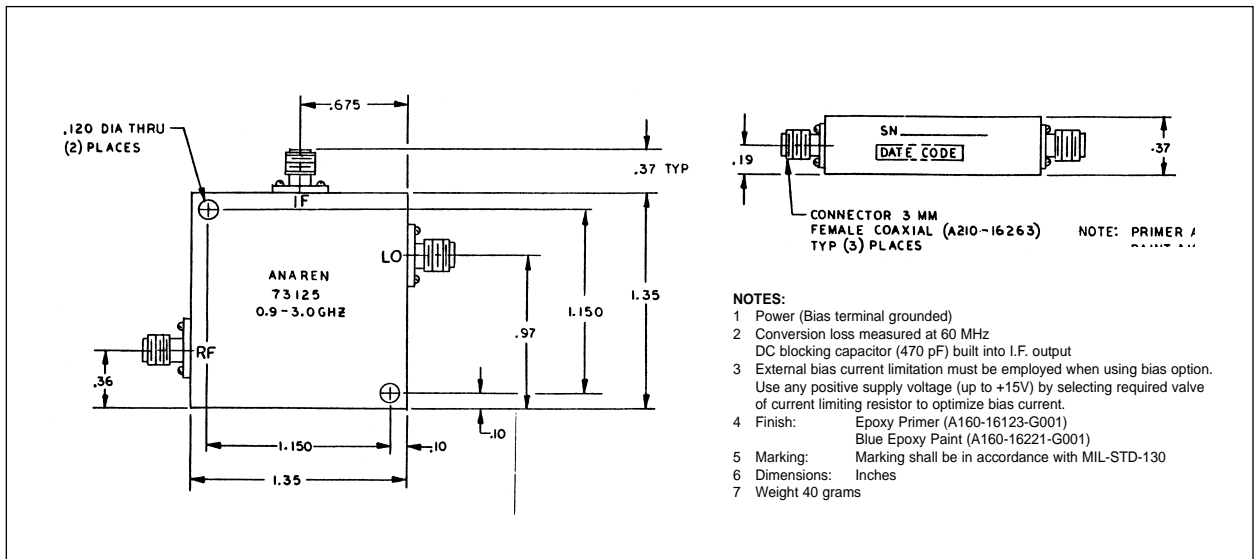 .675
.120 DIA THRU
(2) PLACES
.37 TYP
IF
LO
ANAREN
73125
0.9-3.0GHZ
RF
.36
1.150
.97
1.35
.10
1.150
.10
1.35
SN
DATE CODE
.19
.37
CONNECTOR 3 MM
FEMALE COAXIAL (A210-16263)
TYP (3) PLACES
NOTE: PRIMER
NOTES:
1 Power (Bias terminal grounded)
2 Conversion loss measured at 60 MHz
DC blocking capacitor (470 pF) built into I.F. output
3 External bias current limitation must be employed when using bias option.
Use any positive supply voltage (up to +15V) by selecting required valve
of current limiting resistor to optimize bias current.
4 Finish: Epoxy Primer (A160-16123-G001)
Blue Epoxy Paint (A160-16221-G001)
5 Marking: Marking shall be in accordance with MIL-STD-130
6 Dimensions: Inches
7 Weight 40 grams